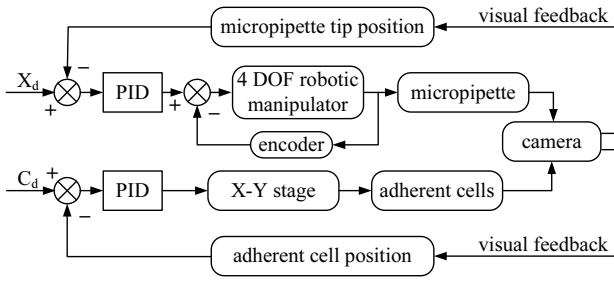 micropipette tip position
visual feedback
X_d
−
+
PID
+
−
4 DOF robotic
manipulator
micropipette
encoder
camera
C_d
+
−
PID
X-Y stage
adherent cells
adherent cell position
visual feedback